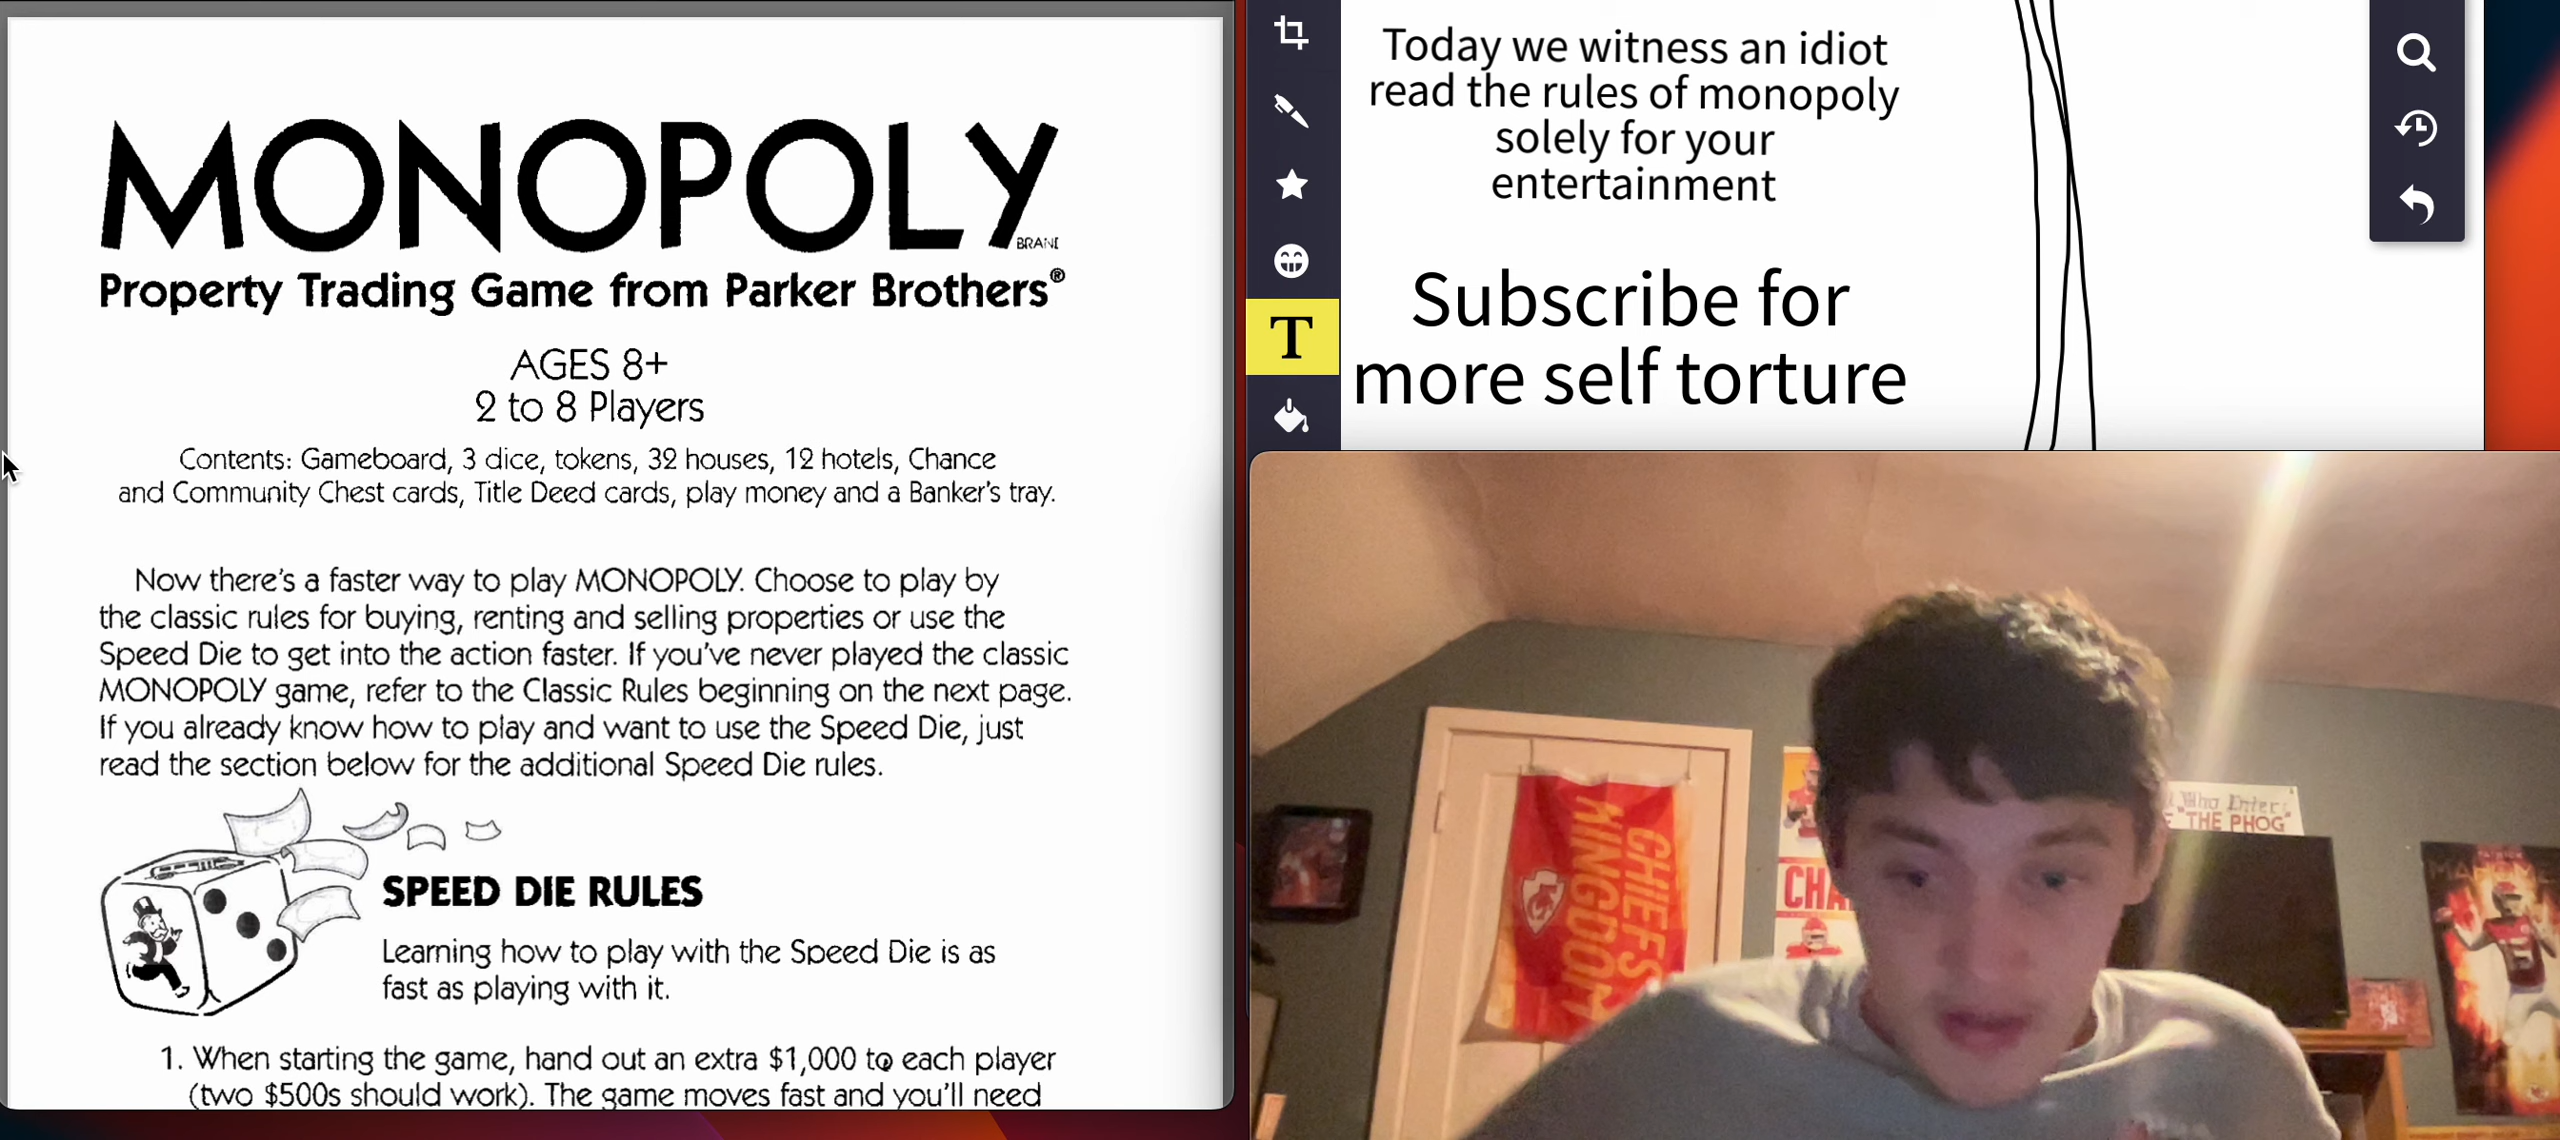 MONOPOLY
BRAND
Property Trading Game from Parker Brothers®
AGES 8+
2 to 8 Players
Contents: Gameboard, 3 dice, tokens, 32 houses, 12 hotels, Chance
and Community Chest cards, Title Deed cards, play money and a Banker's tray.
Now there's a faster way to play MONOPOLY. Choose to play by
the classic rules for buying, renting and selling properties or use the
Speed Die to get into the action faster. If you've never played the classic
MONOPOLY game, refer to the Classic Rules beginning on the next page.
If you already know how to play and want to use the Speed Die, just
read the section below for the additional Speed Die rules.
SPEED DIE RULES
Learning how to play with the Speed Die is as
fast as playing with it.
1. When starting the game, hand out an extra $1,000 to each player
(two $500s should work). The game moves fast and you'll need
Today we witness an idiot
read the rules of monopoly
solely for your
entertainment
Subscribe for
more self torture
T
CHIEFS
KINGDOM
CHA
Who Enter
"THE PHOG"